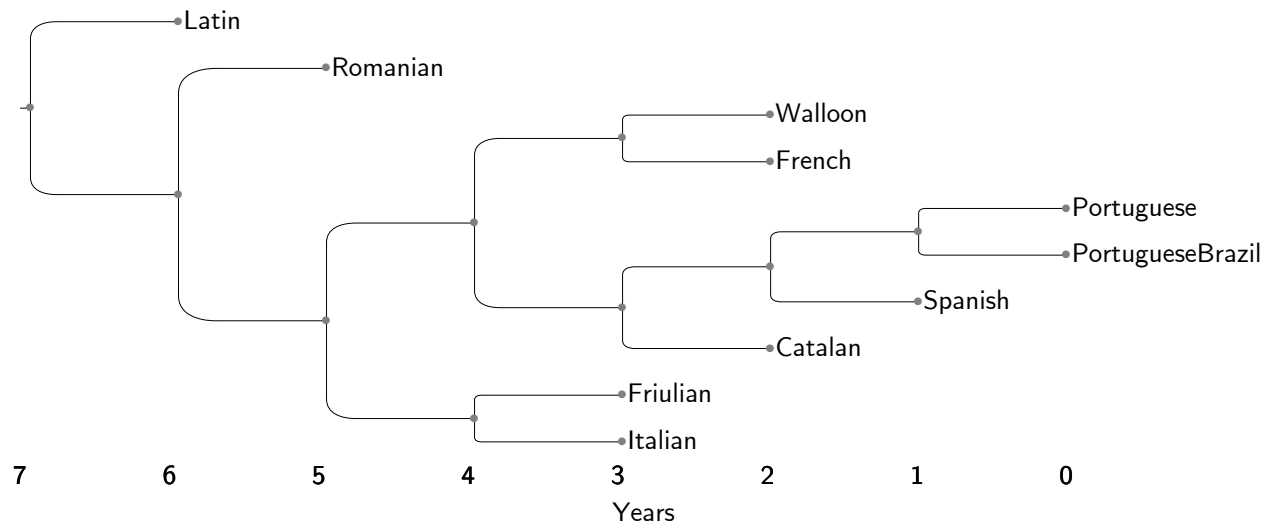 Latin
Romanian
Walloon
French
Portuguese
PortugueseBrazil
Spanish
Catalan
Friulian
Italian
7 6 5 4 3 2 1 0
Years